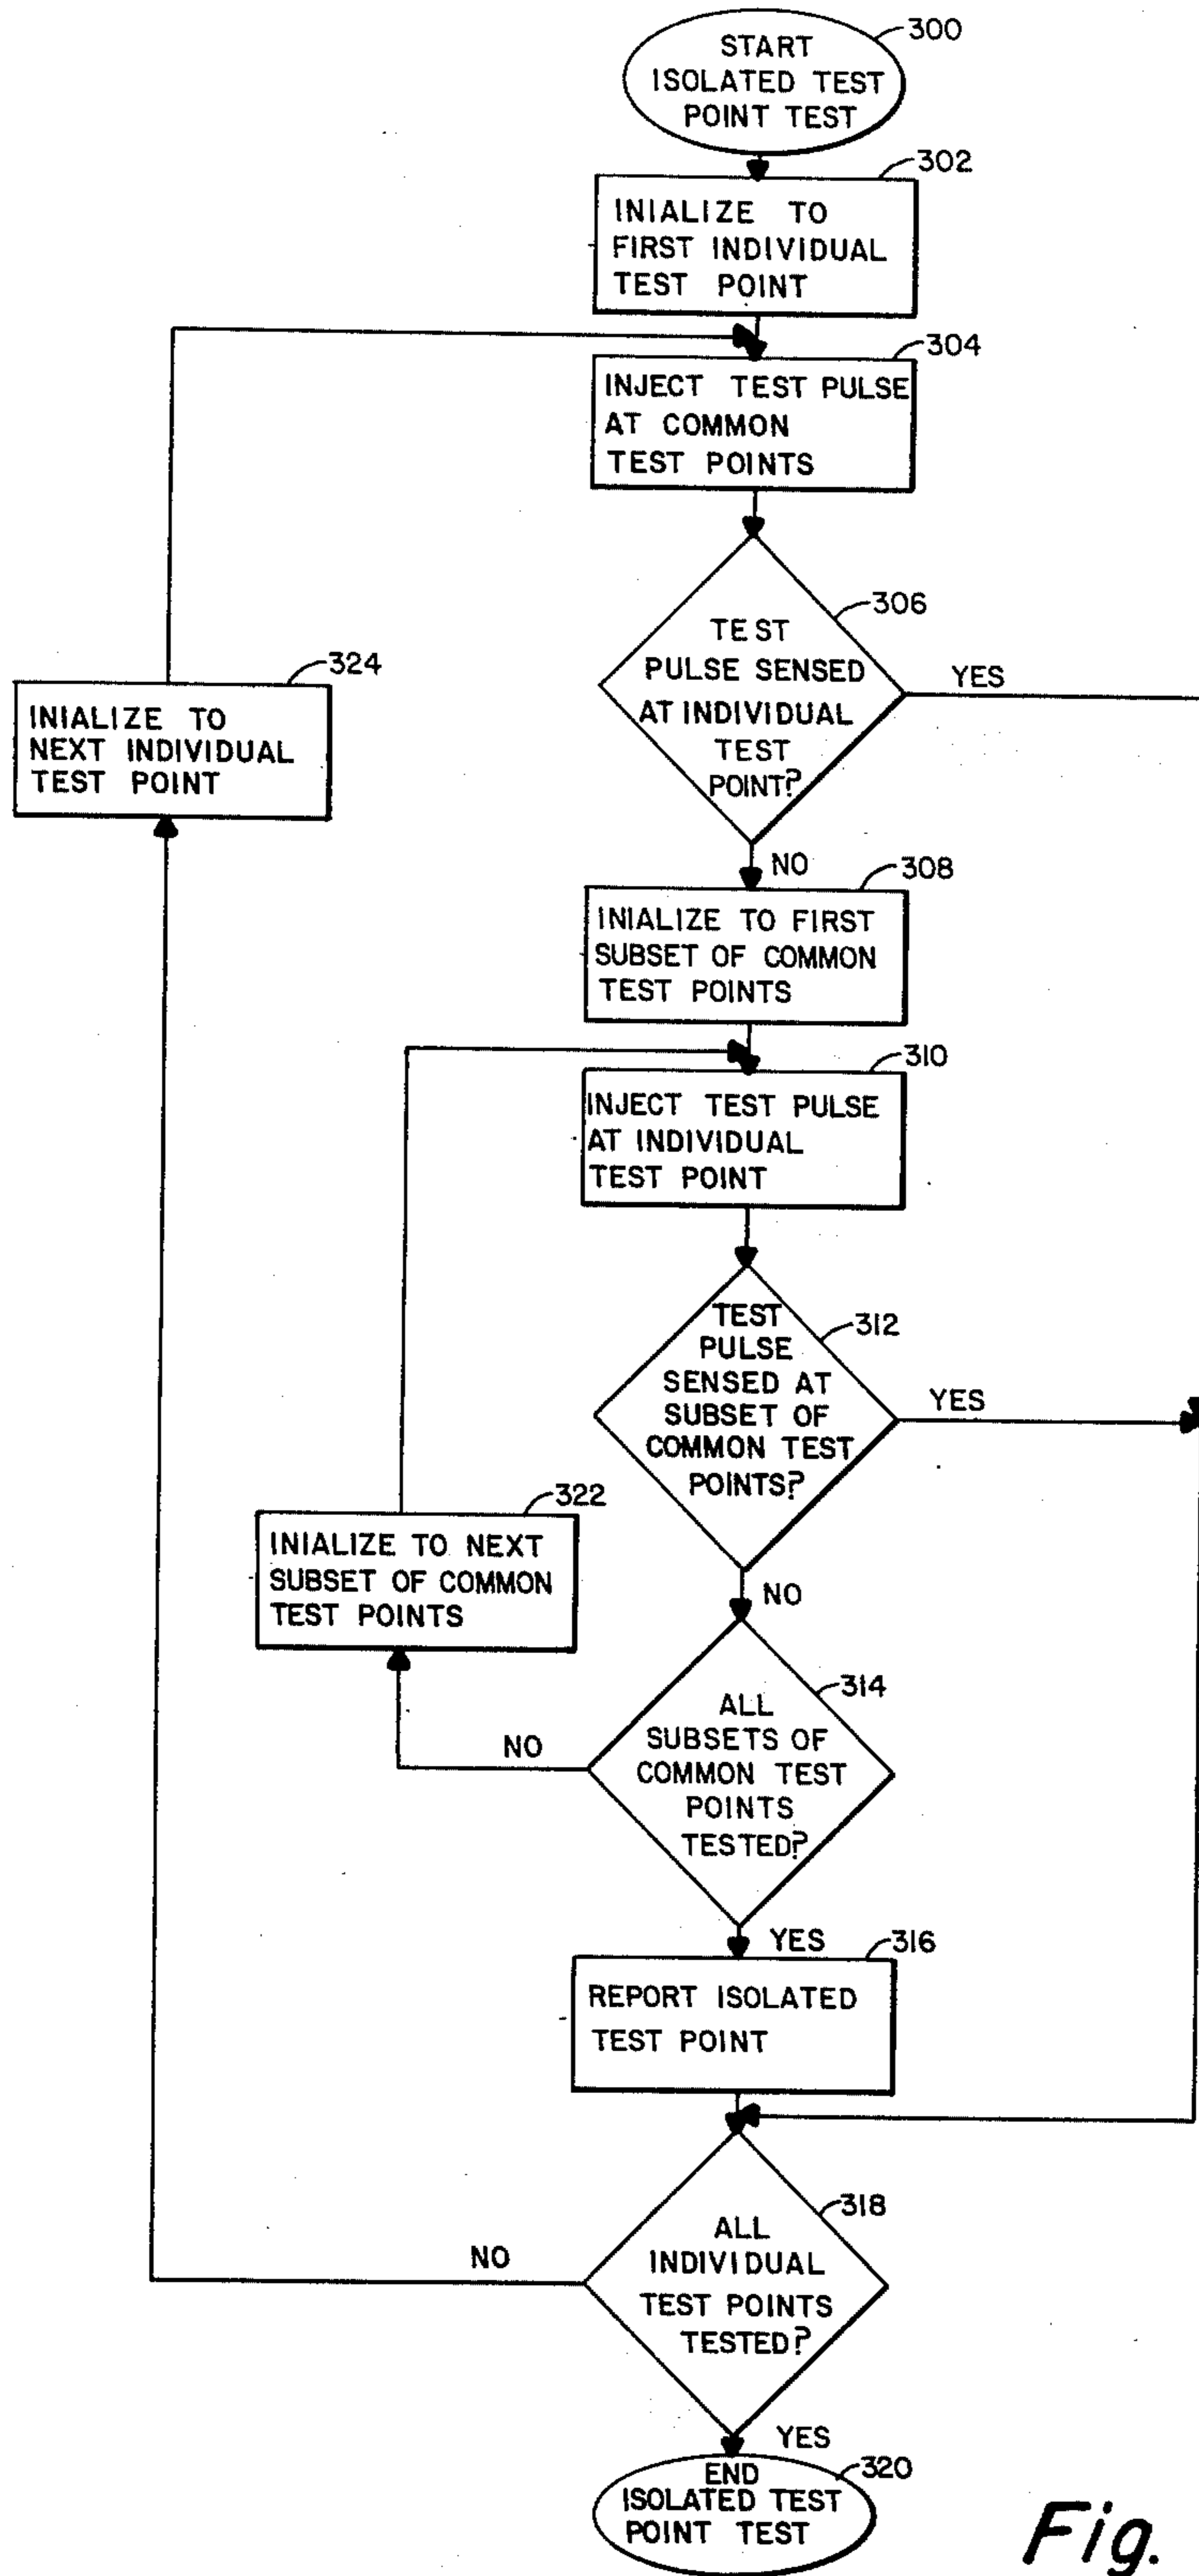 300
START
ISOLATED TEST
POINT TEST
302
INIALIZE TO
FIRST INDIVIDUAL
TEST POINT
304
INJECT TEST PULSE
AT COMMON
TEST POINTS
306
TEST
PULSE SENSED
AT INDIVIDUAL
TEST
POINT?
YES
324
INIALIZE TO
NEXT INDIVIDUAL
TEST POINT
NO
308
INIALIZE TO FIRST
SUBSET OF COMMON
TEST POINTS
310
INJECT TEST PULSE
AT INDIVIDUAL
TEST POINT
312
TEST
PULSE
SENSED AT
SUBSET OF
COMMON TEST
POINTS?
YES
322
INIALIZE TO NEXT
SUBSET OF COMMON
TEST POINTS
NO
314
ALL
SUBSETS OF
COMMON TEST
POINTS
TESTED?
NO
YES
316
REPORT ISOLATED
TEST POINT
318
ALL
INDIVIDUAL
TEST POINTS
TESTED?
NO
YES
320
END
ISOLATED TEST
POINT TEST
Fig.